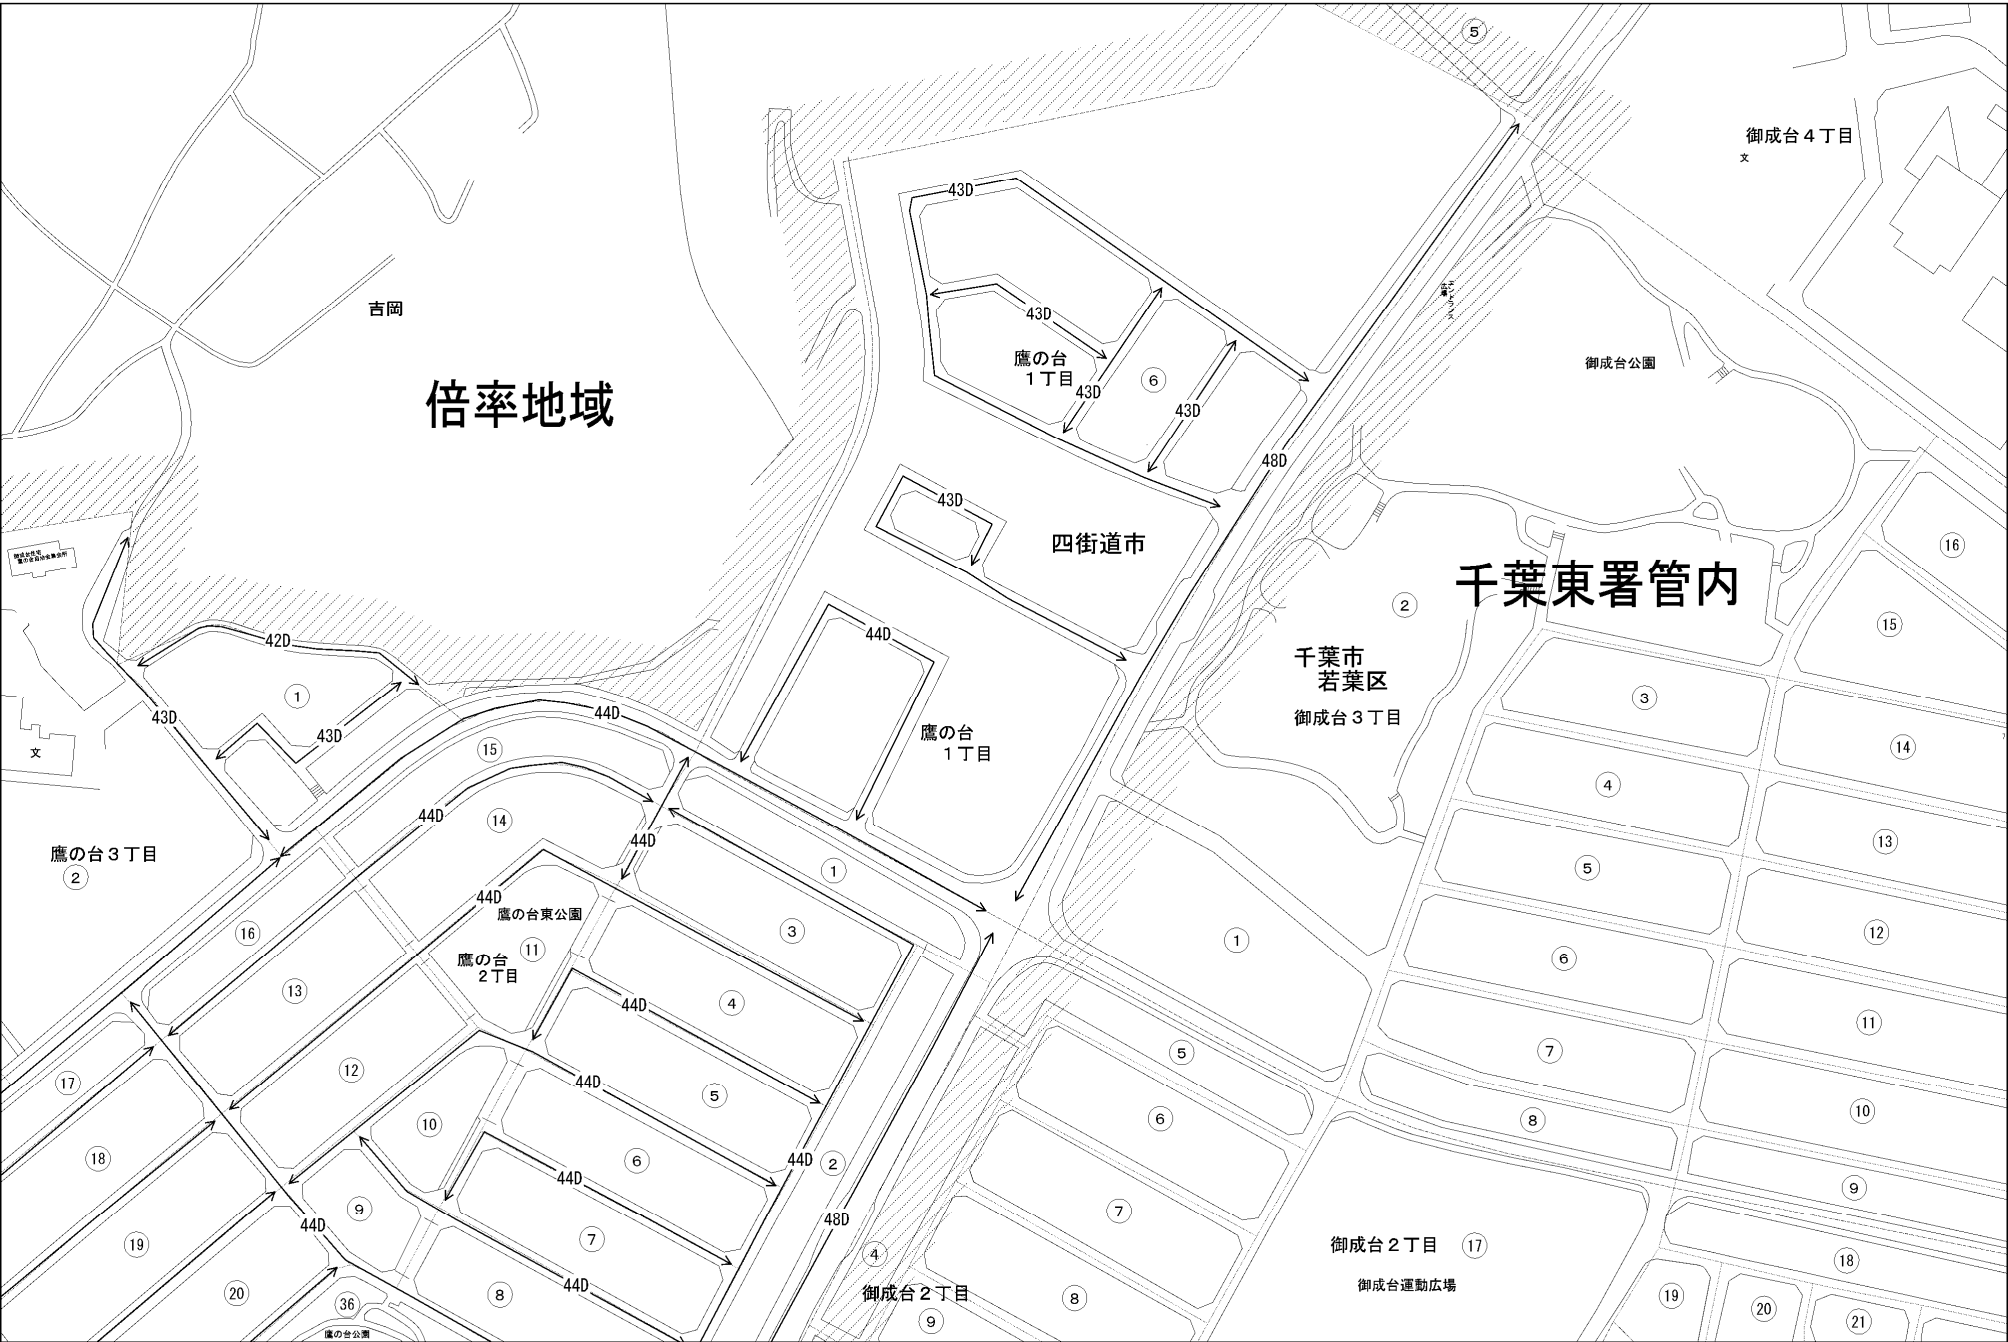 ⑤
御成台４丁目
文
43D
吉岡
43D
鷹の台
１丁目
⑥
43D
43D
御成台公園
倍率地域
48D
43D
四街道市
⑯
千葉東署管内
②
⑮
千葉市
若葉区
御成台３丁目
42D
44D
①
43D
43D
44D
③
鷹の台
１丁目
⑭
⑮
文
④
44D
⑭
44D
⑬
鷹の台３丁目
②
①
⑤
44D
鷹の台東公園
⑯
⑪
③
①
⑫
鷹の台
２丁目
⑥
⑬
44D
④
⑪
⑤
⑦
⑫
44D
⑤
⑰
⑩
⑥
⑩
⑧
⑱
⑥
44D
②
44D
⑨
⑨
44D
48D
⑦
⑲
⑦
④
御成台２丁目
⑰
⑱
御成台運動広場
44D
⑳
⑧
御成台２丁目
⑧
⑲
⑳
㉑
㊱
⑨
鷹の台公園